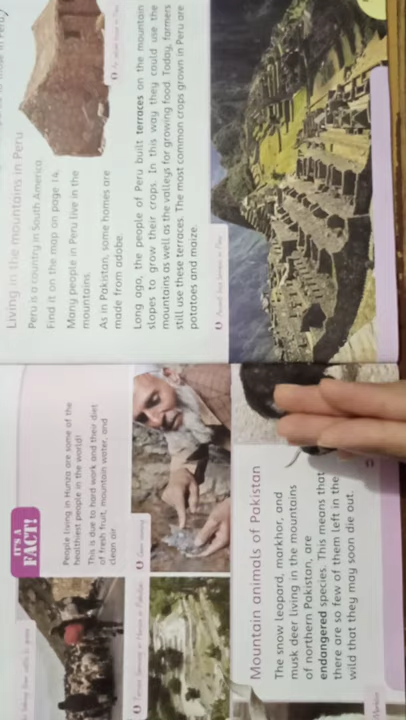 IT'S A
FACT!
People living in Hunza are some of the
healthiest people in the world!
This is due to hard work and their diet
of fresh fruit, mountain water, and
clean air.
Mountain animals of Pakistan
The snow leopard, markhor, and
musk deer living in the mountains
of northern Pakistan, are
endangered species. This means that
there are so few of them left in the
wild that they may soon die out.
Living in the mountains in Peru
Peru is a country in South America.
Find it on the map on page 14.
Many people in Peru live in the
mountains.
As in Pakistan, some homes are
made from adobe.
Long ago, the people of Peru built terraces on the mountain
slopes to grow their crops. In this way they could use the
mountains as well as the valleys for growing food. Today, farmers
still use these terraces. The most common crops grown in Peru are
potatoes and maize.